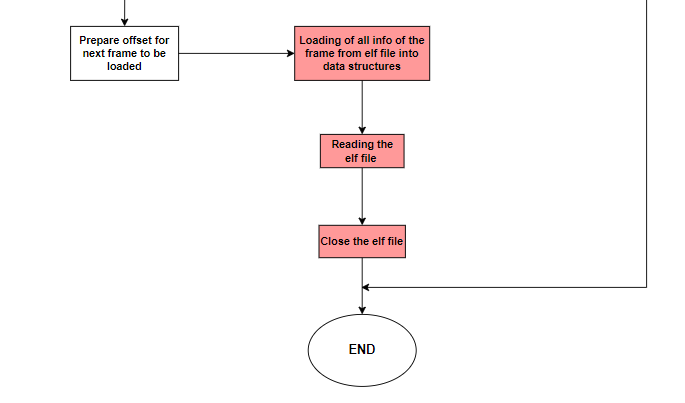 Prepare offset for
next frame to be
loaded
Loading of all info of the
frame from elf file into
data structures
Reading the
elf file
Close the elf file
END